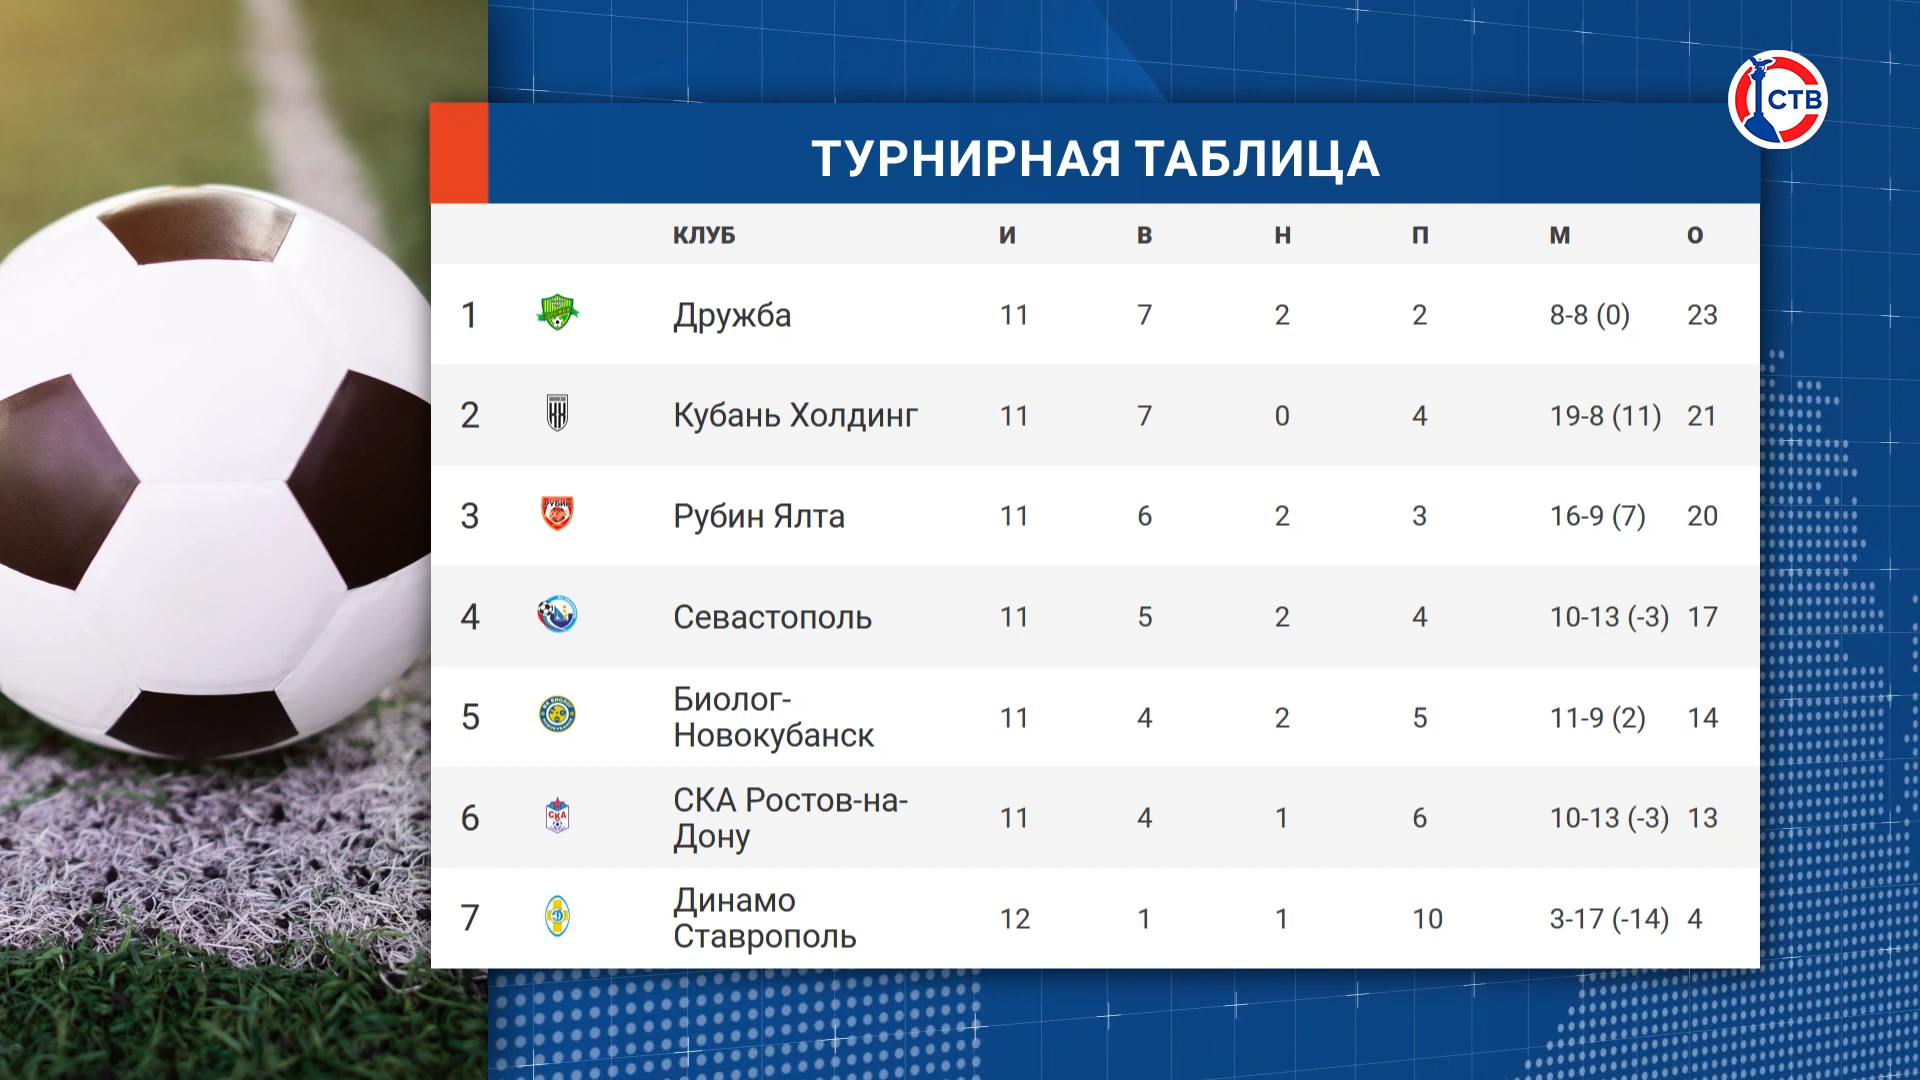 СТВ
ТУРНИРНАЯ ТАБЛИЦА
КЛУБ И В Н П М О
1 Дружба 11 7 2 2 8-8 (0) 23
2 Кубань Холдинг 11 7 0 4 19-8 (11) 21
3 РУБИН Рубин Ялта 11 6 2 3 16-9 (7) 20
4 Севастополь 11 5 2 4 10-13 (-3) 17
5 Биолог-
Новокубанск 11 4 2 5 11-9 (2) 14
6 СКА СКА Ростов-на-
Дону 11 4 1 6 10-13 (-3) 13
7 Динамо
Ставрополь 12 1 1 10 3-17 (-14) 4